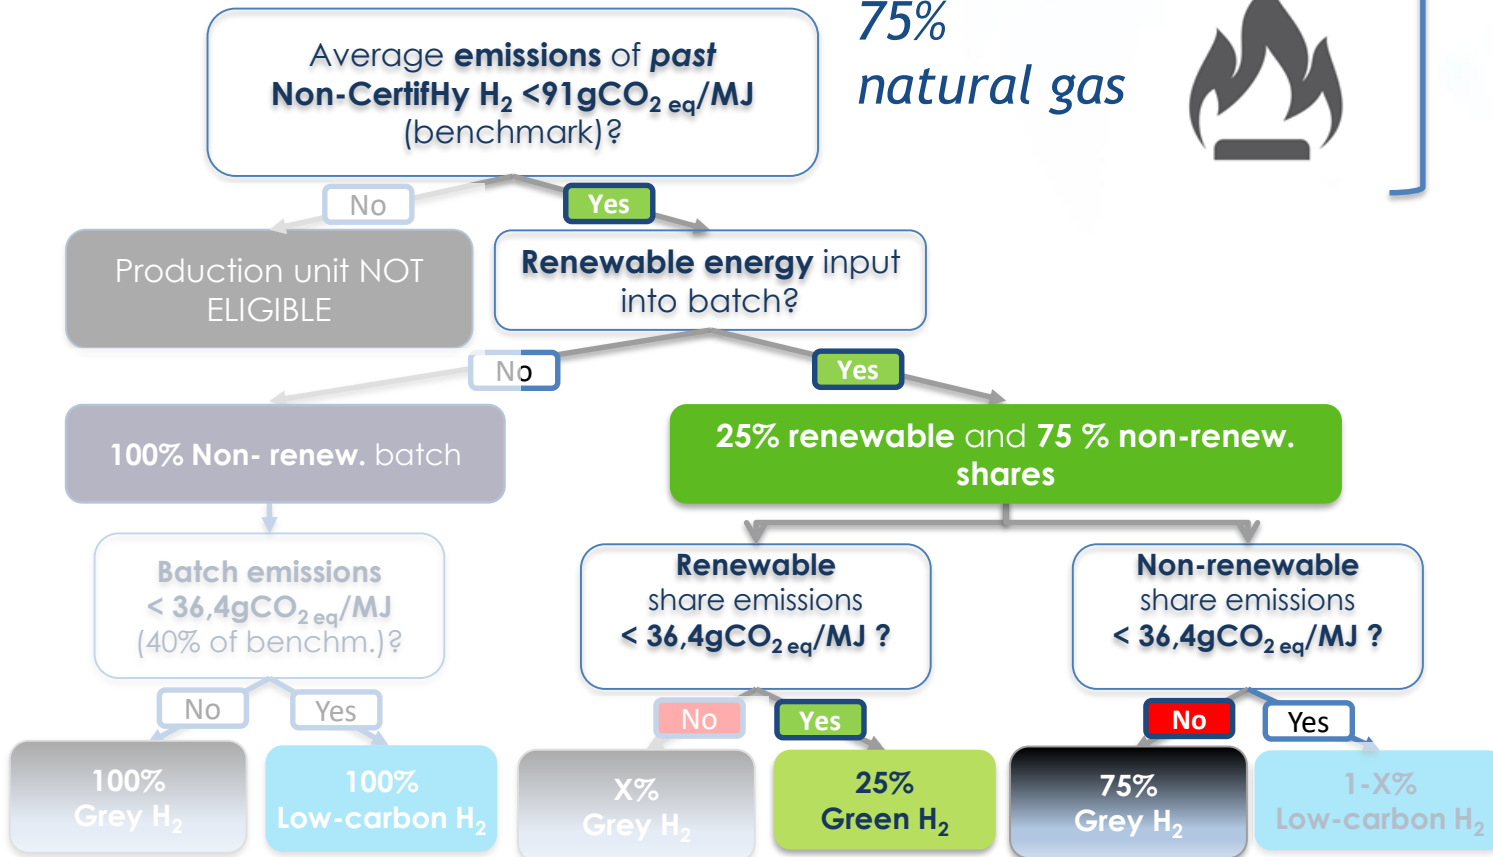 75%
natural gas
Average emissions of past
Non-CertifHy H₂ <91gCO₂ eq/MJ
(benchmark)?
No
Yes
Production unit NOT
ELIGIBLE
Renewable energy input
into batch?
No
Yes
100% Non- renew. batch
25% renewable and 75 % non-renew.
shares
Batch emissions
< 36,4gCO₂ eq/MJ
(40% of benchm.)?
Renewable
share emissions
< 36,4gCO₂ eq/MJ ?
Non-renewable
share emissions
< 36,4gCO₂ eq/MJ ?
No
Yes
No
Yes
No
Yes
100%
Grey H₂
100%
Low-carbon H₂
X%
Grey H₂
25%
Green H₂
75%
Grey H₂
1-X%
Low-carbon H₂